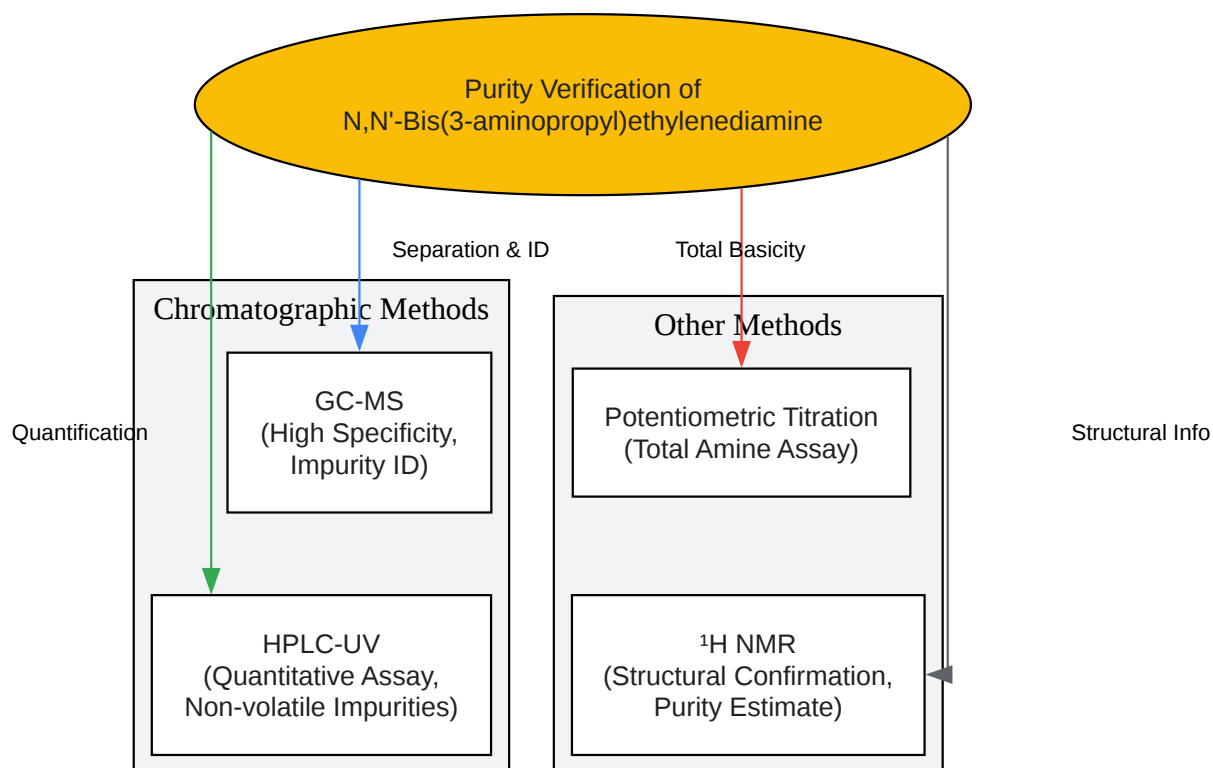 Purity Verification of
N,N'-Bis(3-aminopropyl)ethylenediamine
Separation & ID
Total Basicity
Chromatographic Methods
Other Methods
GC-MS
(High Specificity,
Impurity ID)
Potentiometric Titration
(Total Amine Assay)
Quantification
Structural Info
HPLC-UV
(Quantitative Assay,
Non-volatile Impurities)
¹H NMR
(Structural Confirmation,
Purity Estimate)